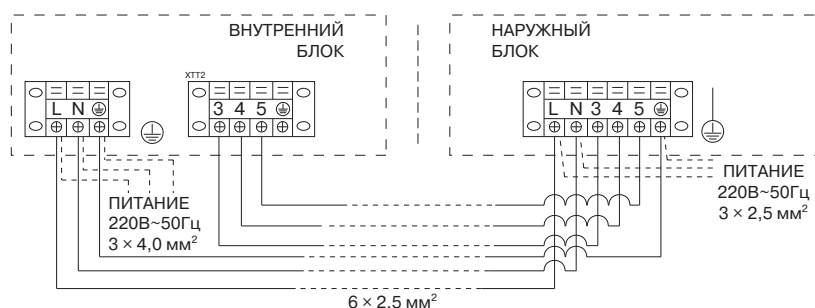 ВНУТРЕННИЙ
БЛОК
НАРУЖНЫЙ
БЛОК
XTT2
L N
3 4 5
L N 3 4 5
ПИТАНИЕ
220В~50Гц
3 × 4,0 мм²
ПИТАНИЕ
220В~50Гц
3 × 2,5 мм²
6 × 2,5 мм²